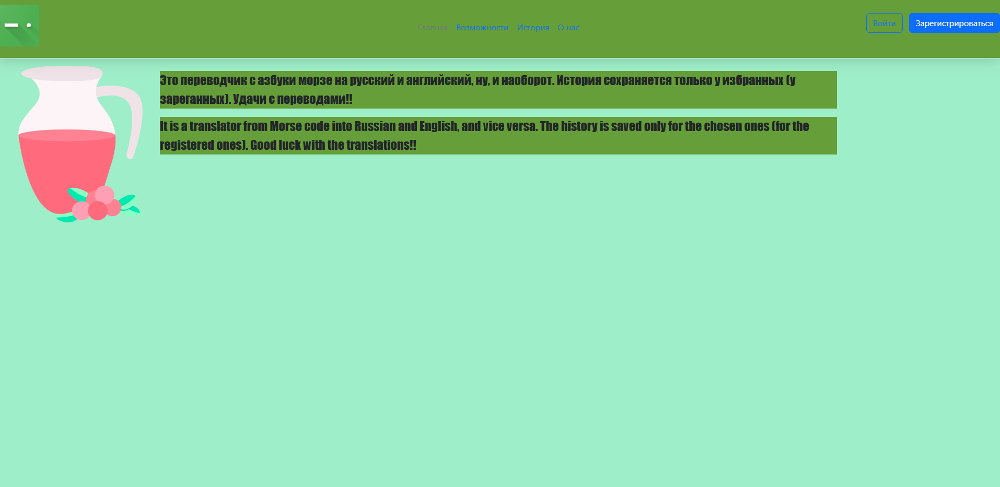 Главная Возможности История О нас Войти Зарегистрироваться
Это переводчик с азбуки морзе на русский и английский, ну, и наоборот. История сохраняется только у избранных (у
зареганных). Удачи с переводами!!
It is a translator from Morse code into Russian and English, and vice versa. The history is saved only for the chosen ones (for the
registered ones). Good luck with the translations!!